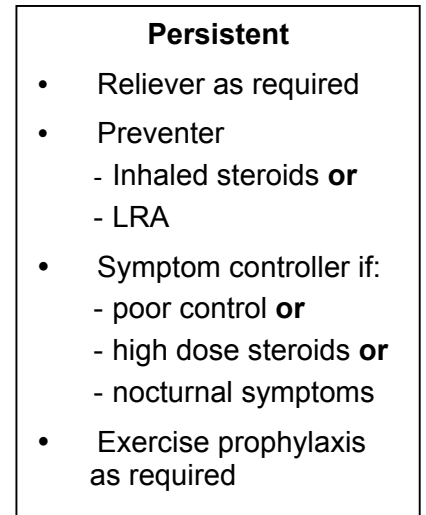 Persistent
• Reliever as required
• Preventer
- Inhaled steroids or
- LRA
• Symptom controller if:
- poor control or
- high dose steroids or
- nocturnal symptoms
• Exercise prophylaxis
as required